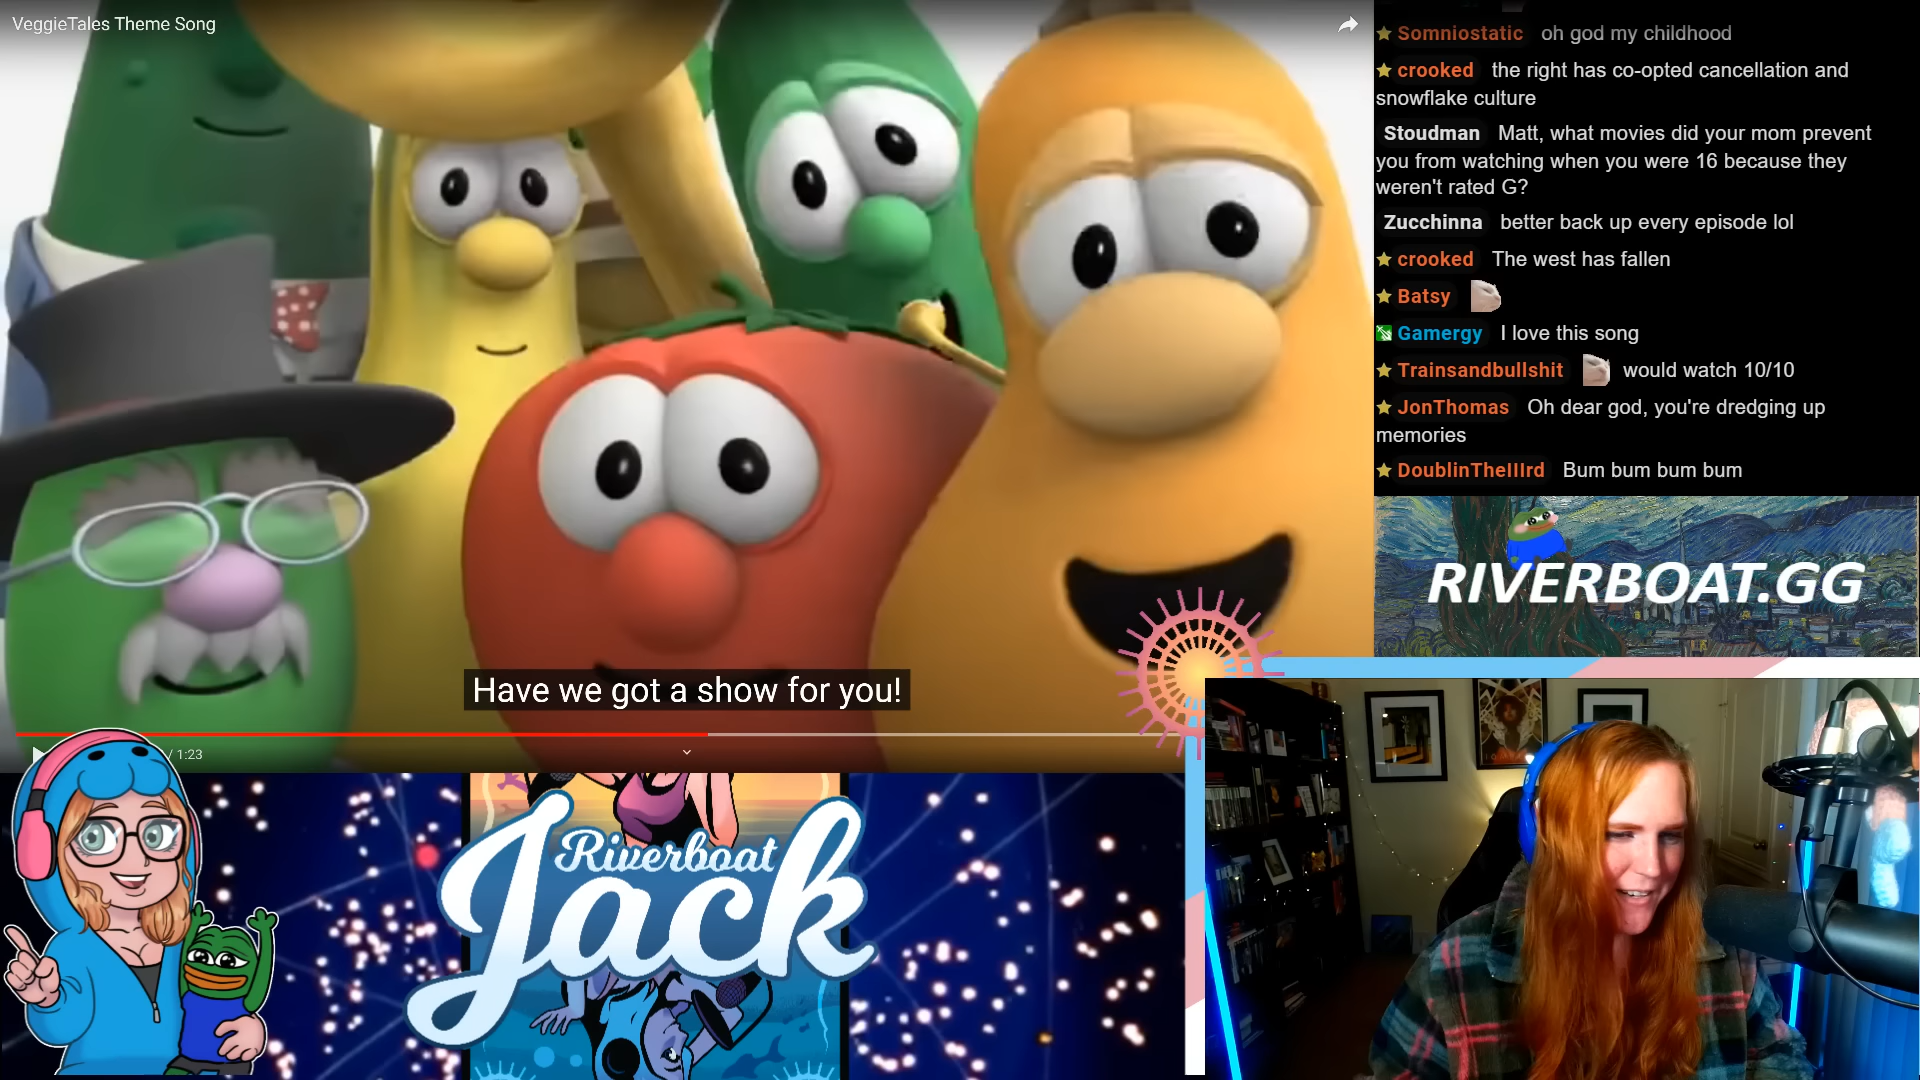 VeggieTales Theme Song
Have we got a show for you!
/ 1:23
Somniostatic oh god my childhood
crooked the right has co-opted cancellation and
snowflake culture
Stoudman Matt, what movies did your mom prevent
you from watching when you were 16 because they
weren't rated G?
Zucchinna better back up every episode lol
crooked The west has fallen
Batsy
Gamergy I love this song
Trainsandbullshit would watch 10/10
JonThomas Oh dear god, you're dredging up
memories
DoublinTheIIIrd Bum bum bum bum
RIVERBOAT.GG
Riverboat
Jack